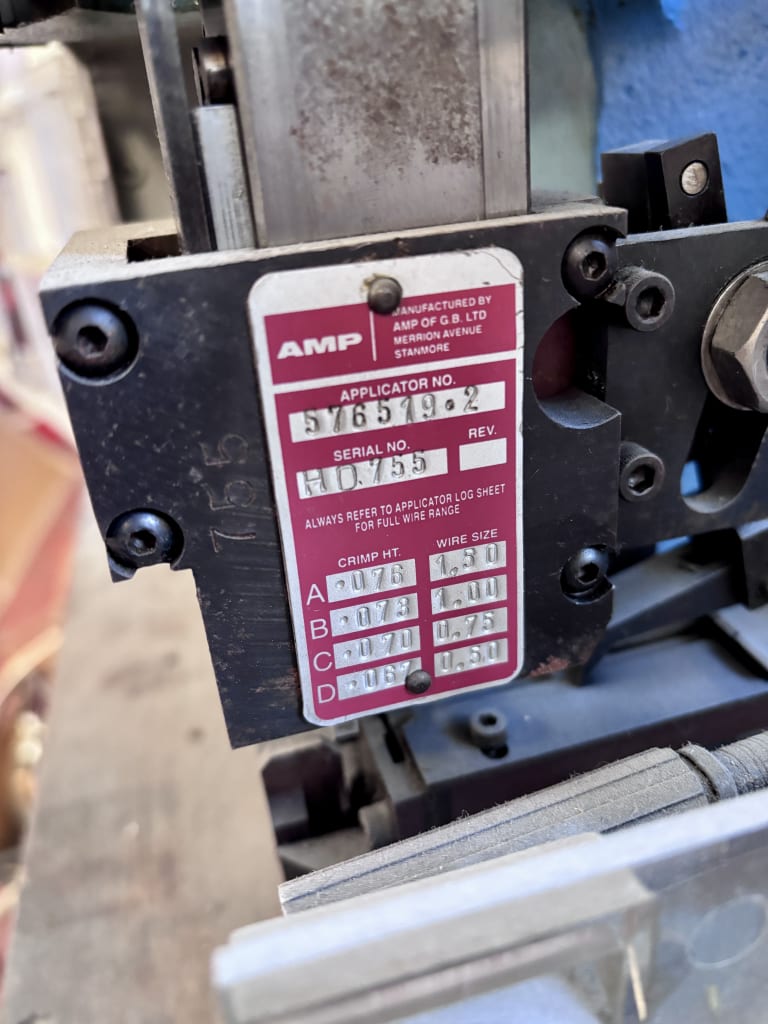 AMP
MANUFACTURED BY
AMP OF G.B. LTD
MERRION AVENUE
STANMORE
APPLICATOR NO.
576519·2
SERIAL NO. REV.
HO755
755
ALWAYS REFER TO APPLICATOR LOG SHEET
FOR FULL WIRE RANGE
CRIMP HT. WIRE SIZE
A ·076 1,50
B ·073 1.00
C ·070 0.75
D ·067 0.50